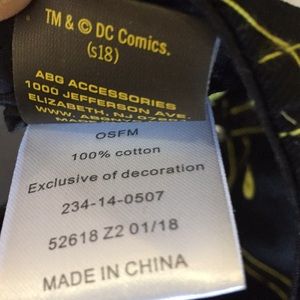 TM & © DC Comics.
(s18)
ABG ACCESSORIES
1000 JEFFERSON AVE.
ELIZABETH, NJ
OSFM
100% cotton
Exclusive of decoration
234-14-0507
52618 Z2 01/18
MADE IN CHINA